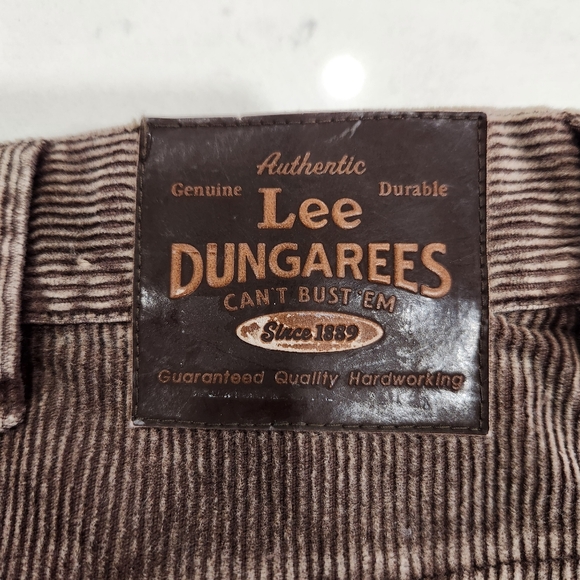 Authentic
Genuine Durable
Lee
DUNGAREES
CAN'T BUST 'EM
Since 1889
Guaranteed Quality Hardworking